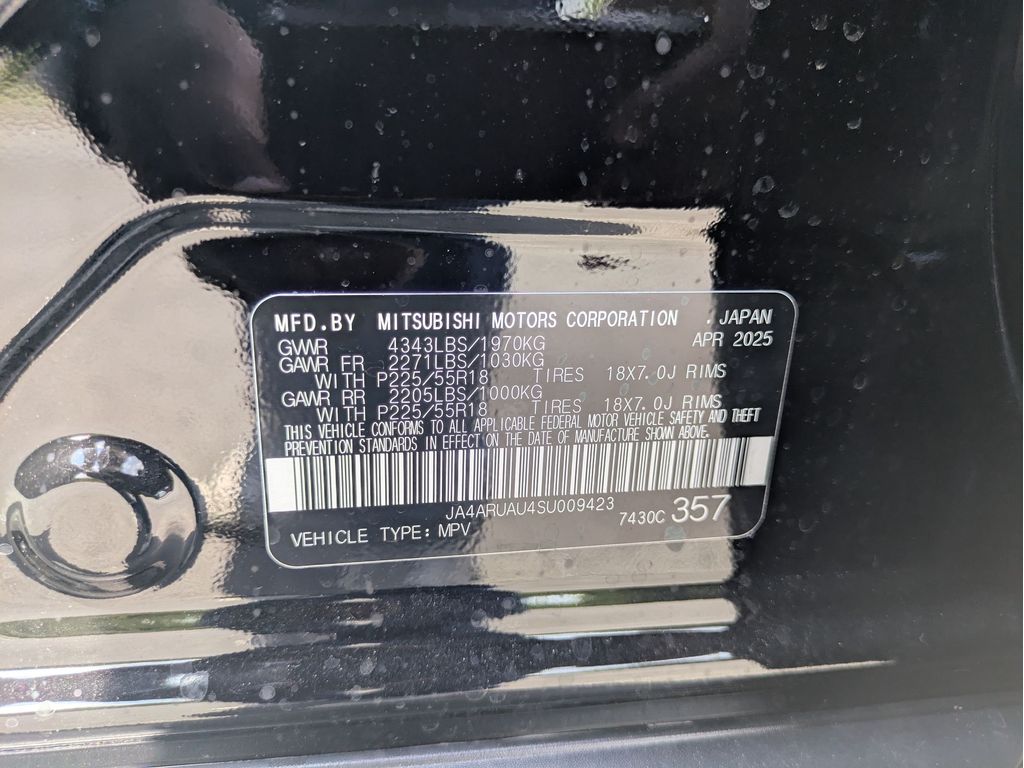 MFD.BY MITSUBISHI MOTORS CORPORATION , JAPAN
GVWR 4343LBS/1970KG APR 2025
GAWR FR 2271LBS/1030KG
WITH P225/55R18 TIRES 18X7.0J RIMS
GAWR RR 2205LBS/1000KG
WITH P225/55R18 TIRES 18X7.0J RIMS
THIS VEHICLE CONFORMS TO ALL APPLICABLE FEDERAL MOTOR VEHICLE SAFETY AND THEFT
PREVENTION STANDARDS IN EFFECT ON THE DATE OF MANUFACTURE SHOWN ABOVE.
JA4ARUAU4SU009423 7430C 357
VEHICLE TYPE: MPV